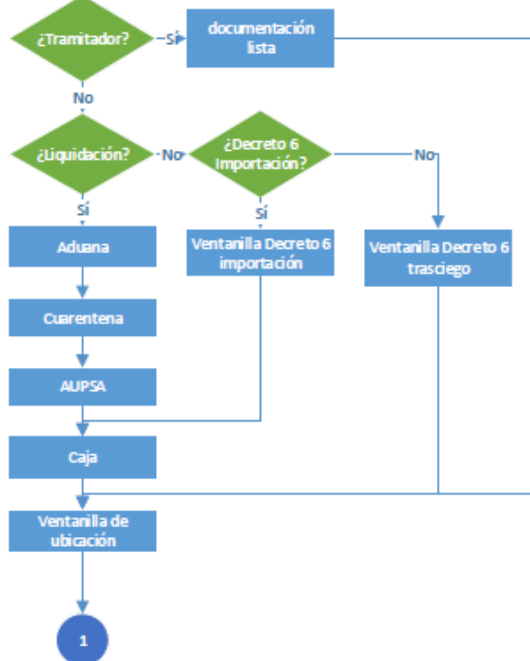 ¿Tramitador?
Sí
documentación
lista
No
¿Liquidación?
No
¿Decreto 6
Importación?
No
Sí
Sí
Aduana
Ventanilla Decreto 6
importación
Ventanilla Decreto 6
trasciego
Cuarentena
AUPSA
Caja
Ventanilla de
ubicación
1